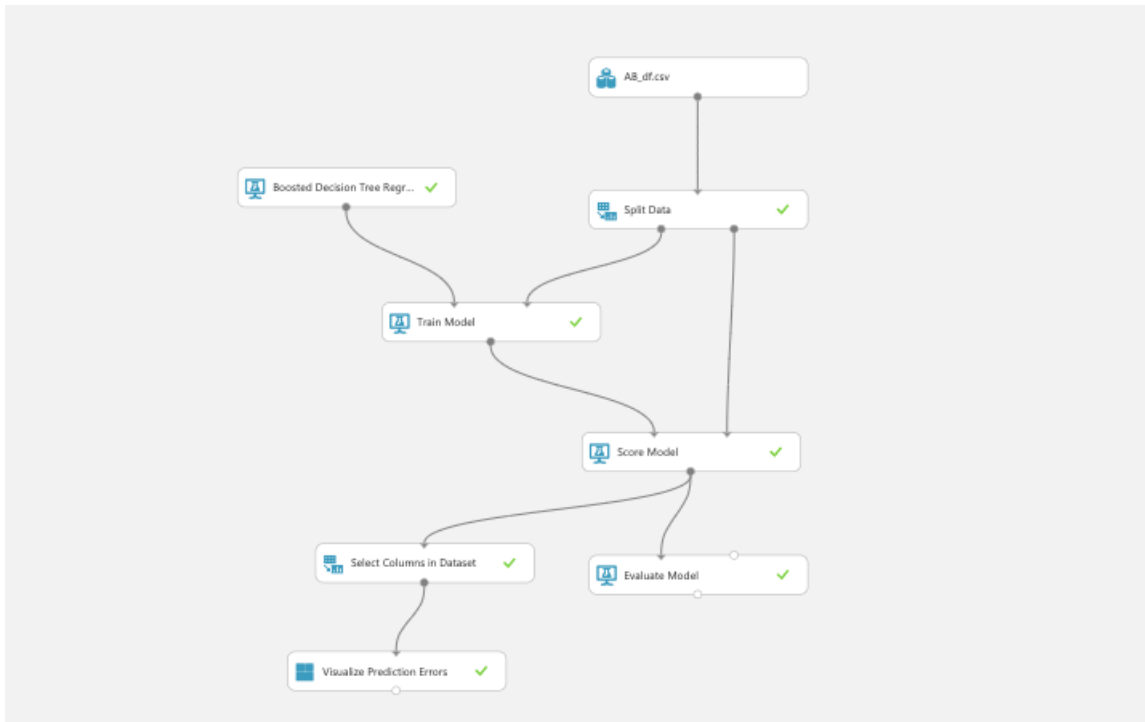 AB_df.csv
Boosted Decision Tree Regr...
Split Data
Train Model
Score Model
Select Columns in Dataset
Evaluate Model
Visualize Prediction Errors